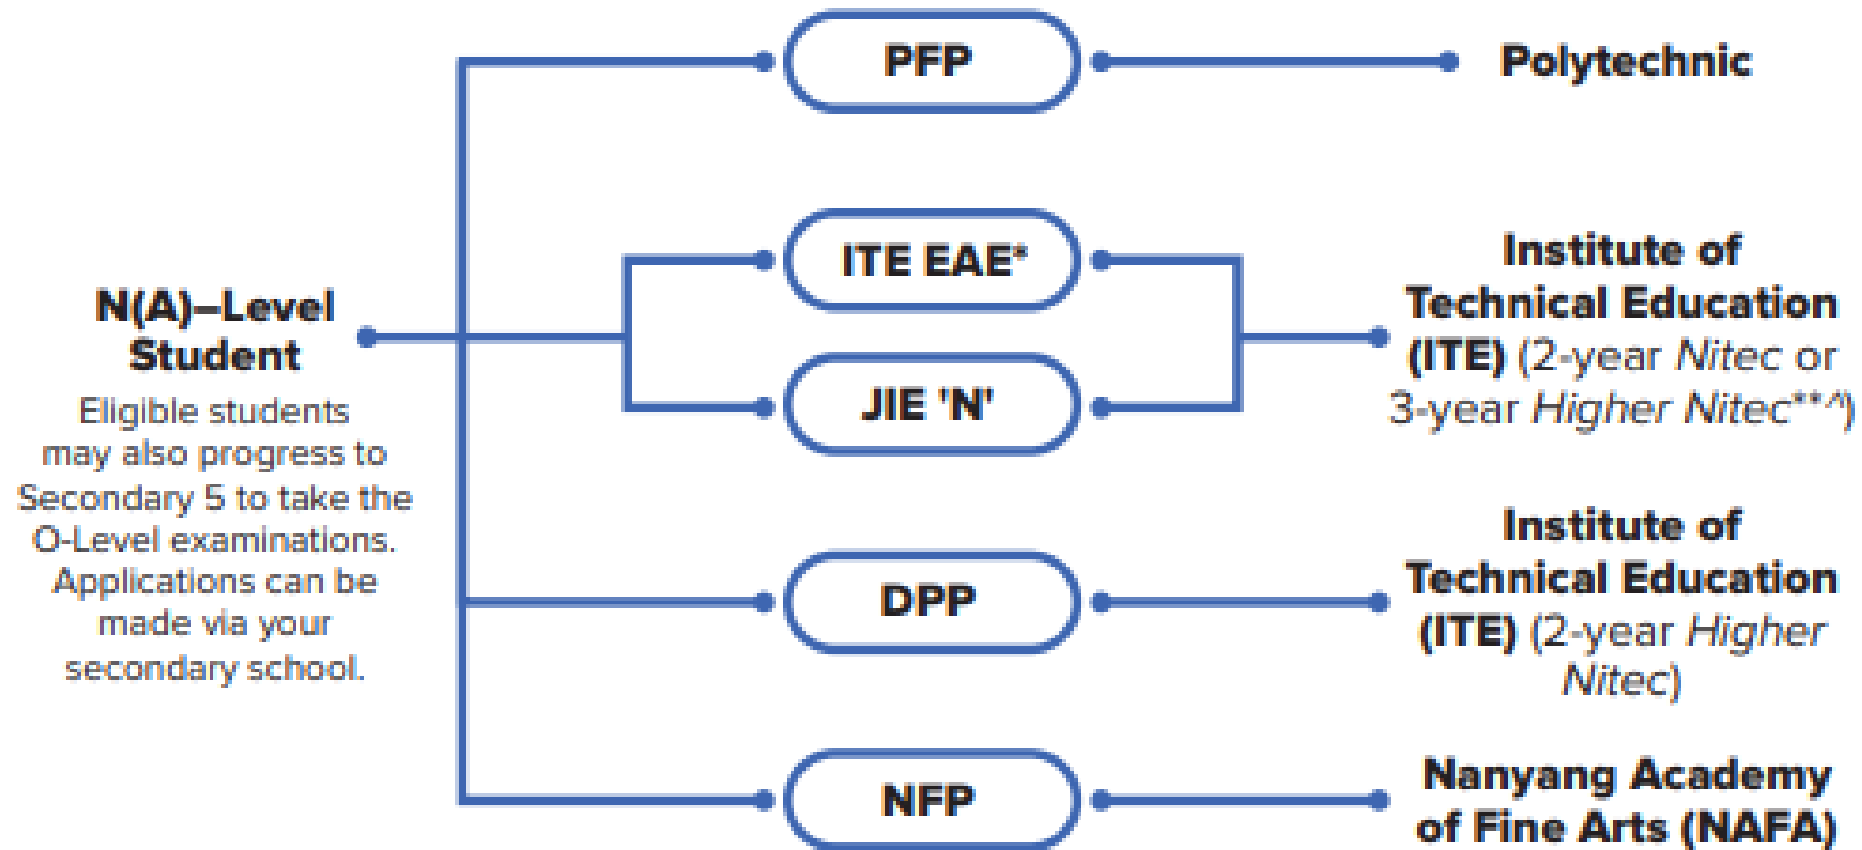 PFP
Polytechnic
N(A)–Level
Student
Eligible students
may also progress to
Secondary 5 to take the
O-Level examinations.
Applications can be
made via your
secondary school.
ITE EAE*
JIE 'N'
Institute of
Technical Education
(ITE) (2-year Nitec or
3-year Higher Nitec**^)
DPP
Institute of
Technical Education
(ITE) (2-year Higher
Nitec)
NFP
Nanyang Academy
of Fine Arts (NAFA)